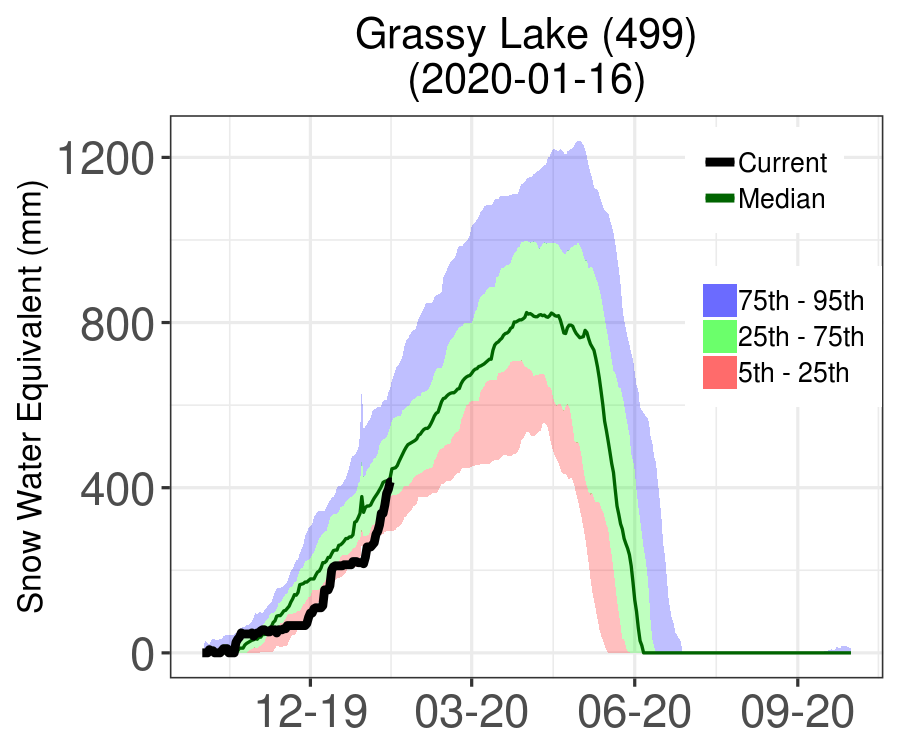 Grassy Lake (499)
(2020-01-16)
Snow Water Equivalent (mm)
1200
800
400
0
Current
Median
75th - 95th
25th - 75th
5th - 25th
12-19
03-20
06-20
09-20